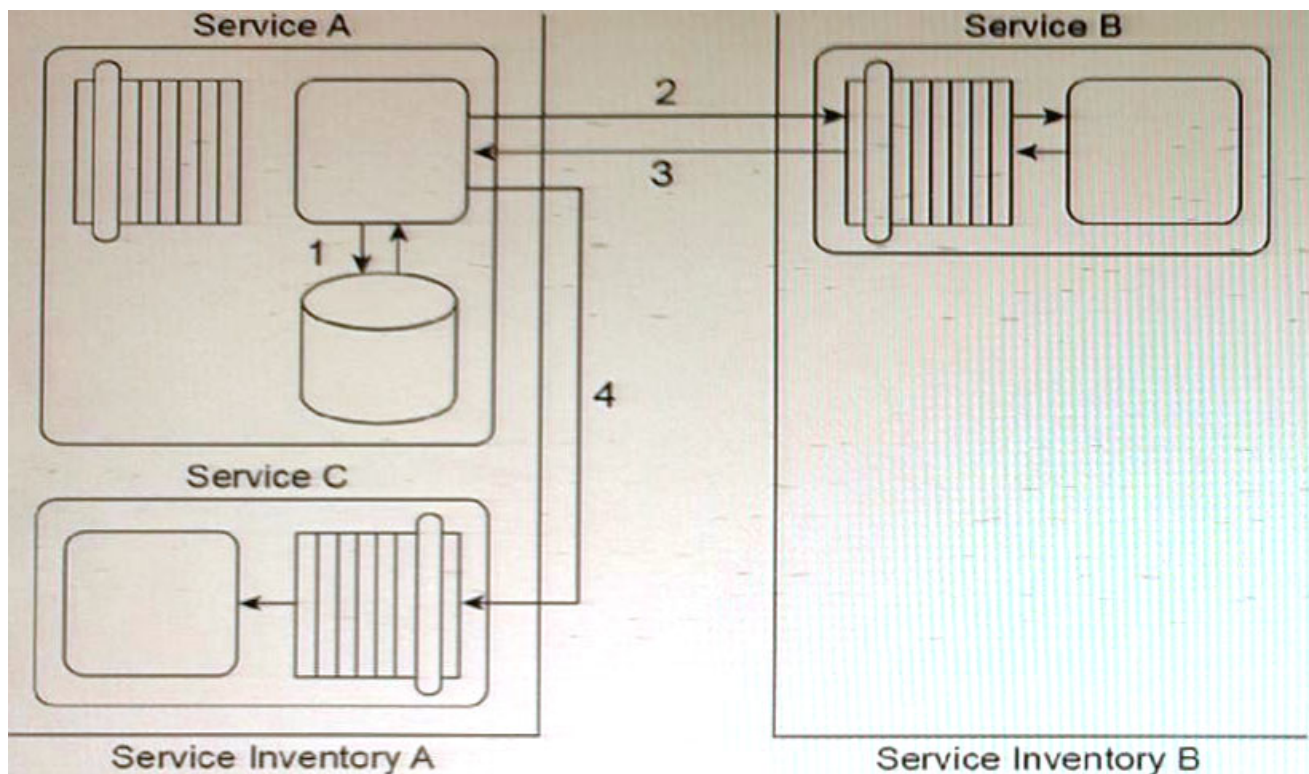 Service A
Service B
2
3
1
4
Service C
Service Inventory A
Service Inventory B